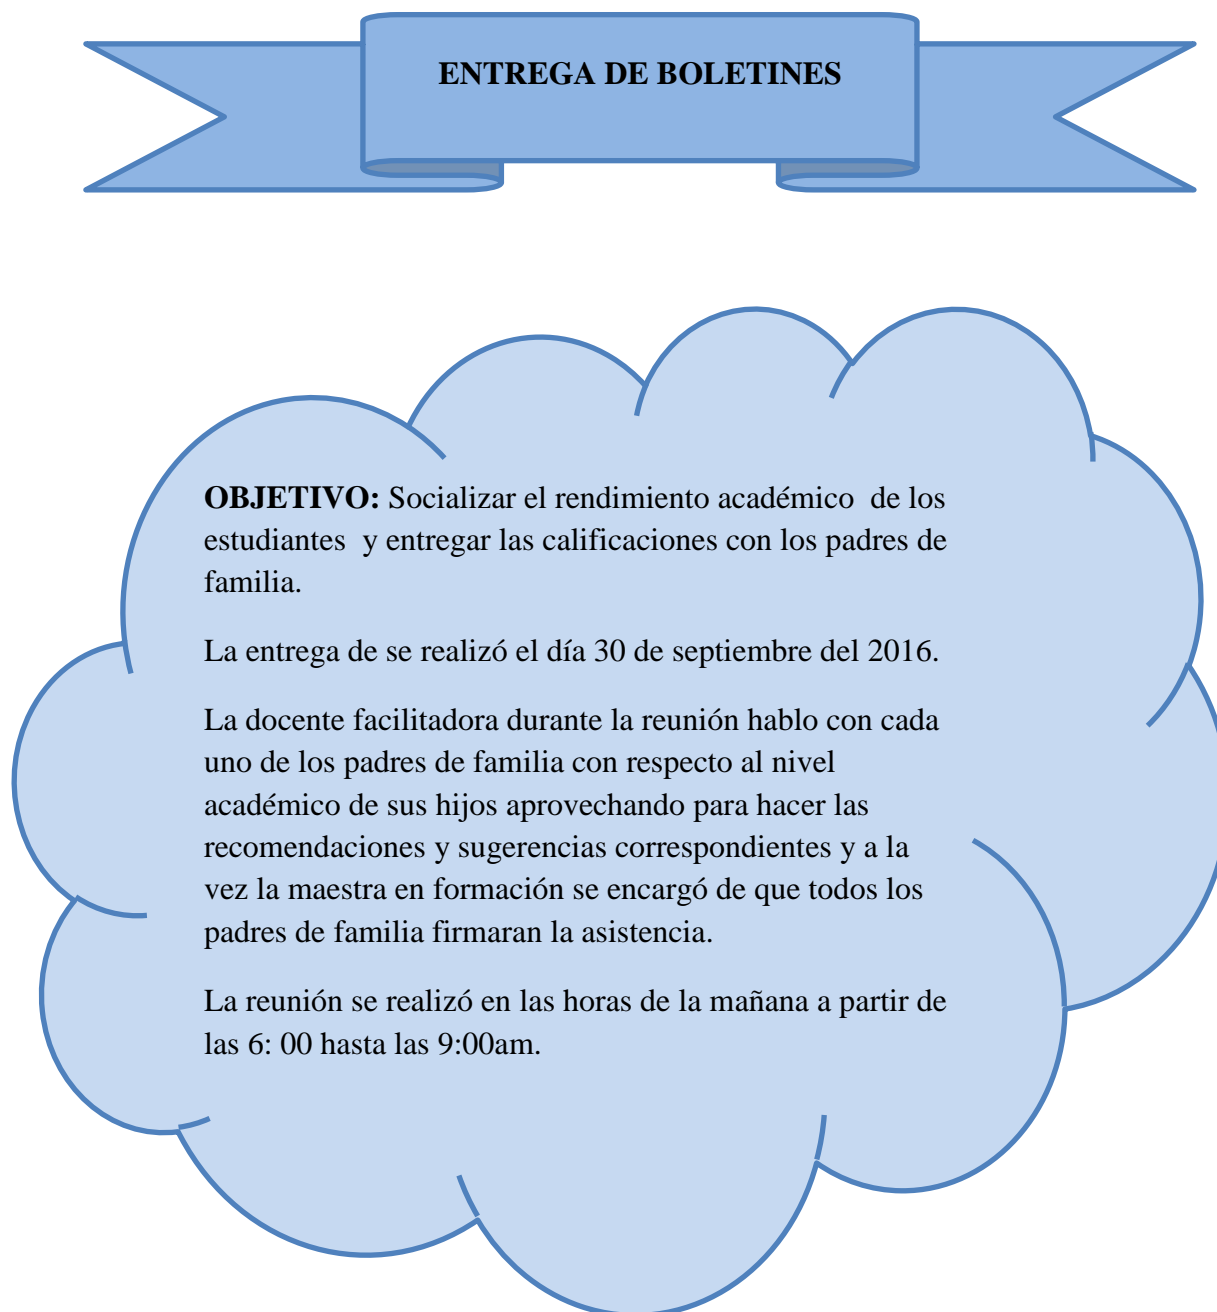 ENTREGA DE BOLETINES
OBJETIVO: Socializar el rendimiento académico  de los
estudiantes  y entregar las calificaciones con los padres de
familia.
La entrega de se realizó el día 30 de septiembre del 2016.
La docente facilitadora durante la reunión hablo con cada
uno de los padres de familia con respecto al nivel
académico de sus hijos aprovechando para hacer las
recomendaciones y sugerencias correspondientes y a la
vez la maestra en formación se encargó de que todos los
padres de familia firmaran la asistencia.
La reunión se realizó en las horas de la mañana a partir de
las 6: 00 hasta las 9:00am.